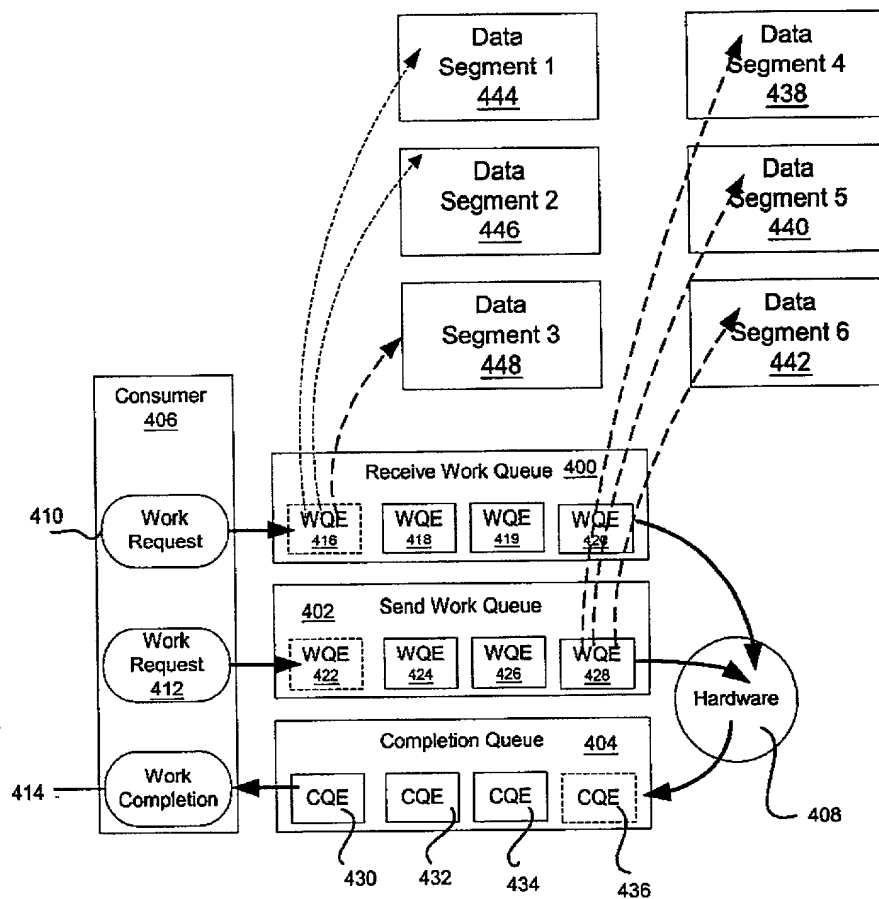 Data
Segment 1
444
Data
Segment 4
438
Data
Segment 2
446
Data
Segment 5
440
Data
Segment 3
448
Data
Segment 6
442
Consumer
406
Receive Work Queue 400
410
Work
Request
WQE
416
WQE
418
WQE
419
WQE
420
402 Send Work Queue
Work
Request
412
WQE
422
WQE
424
WQE
426
WQE
428
Hardware
Completion Queue 404
414
Work
Completion
CQE
CQE
CQE
CQE
408
430
432
434
436